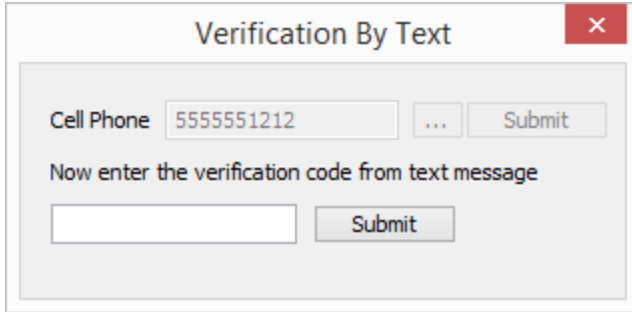 Verification By Text
Cell Phone 5555551212 ... Submit
Now enter the verification code from text message
Submit